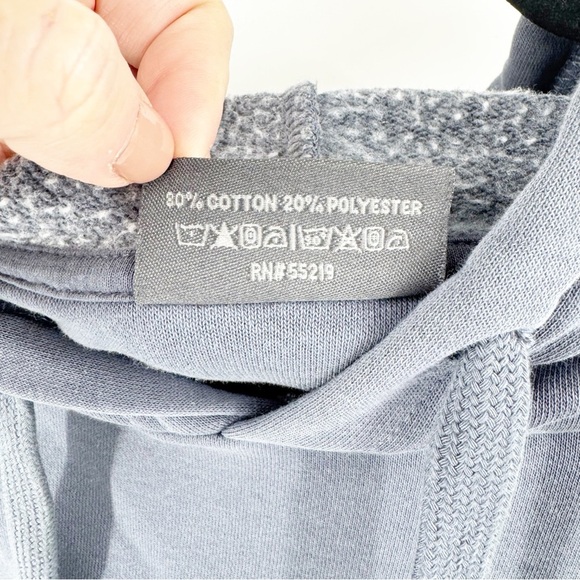 80% COTTON 20% POLYESTER
RN# 55219